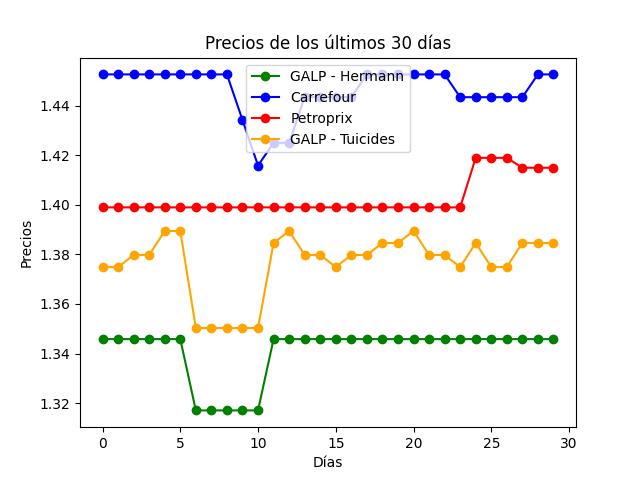 Precios de los últimos 30 días
GALP - Hermann
Carrefour
Petroprix
GALP - Tuicides
Precios
1.44
1.42
1.40
1.38
1.36
1.34
1.32
0 5 10 15 20 25 30
Días